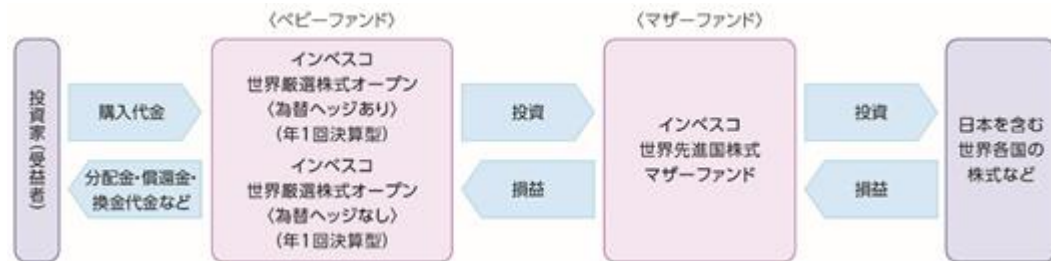 〈ベビーファンド〉
〈マザーファンド〉
投資家(受益者)
購入代金
分配金・償還金・
換金代金など
インベスコ
世界厳選株式オープン
〈為替ヘッジあり〉
(年1回決算型)
インベスコ
世界厳選株式オープン
〈為替ヘッジなし〉
(年1回決算型)
投資
損益
インベスコ
世界先進国株式
マザーファンド
投資
損益
日本を含む
世界各国の
株式など